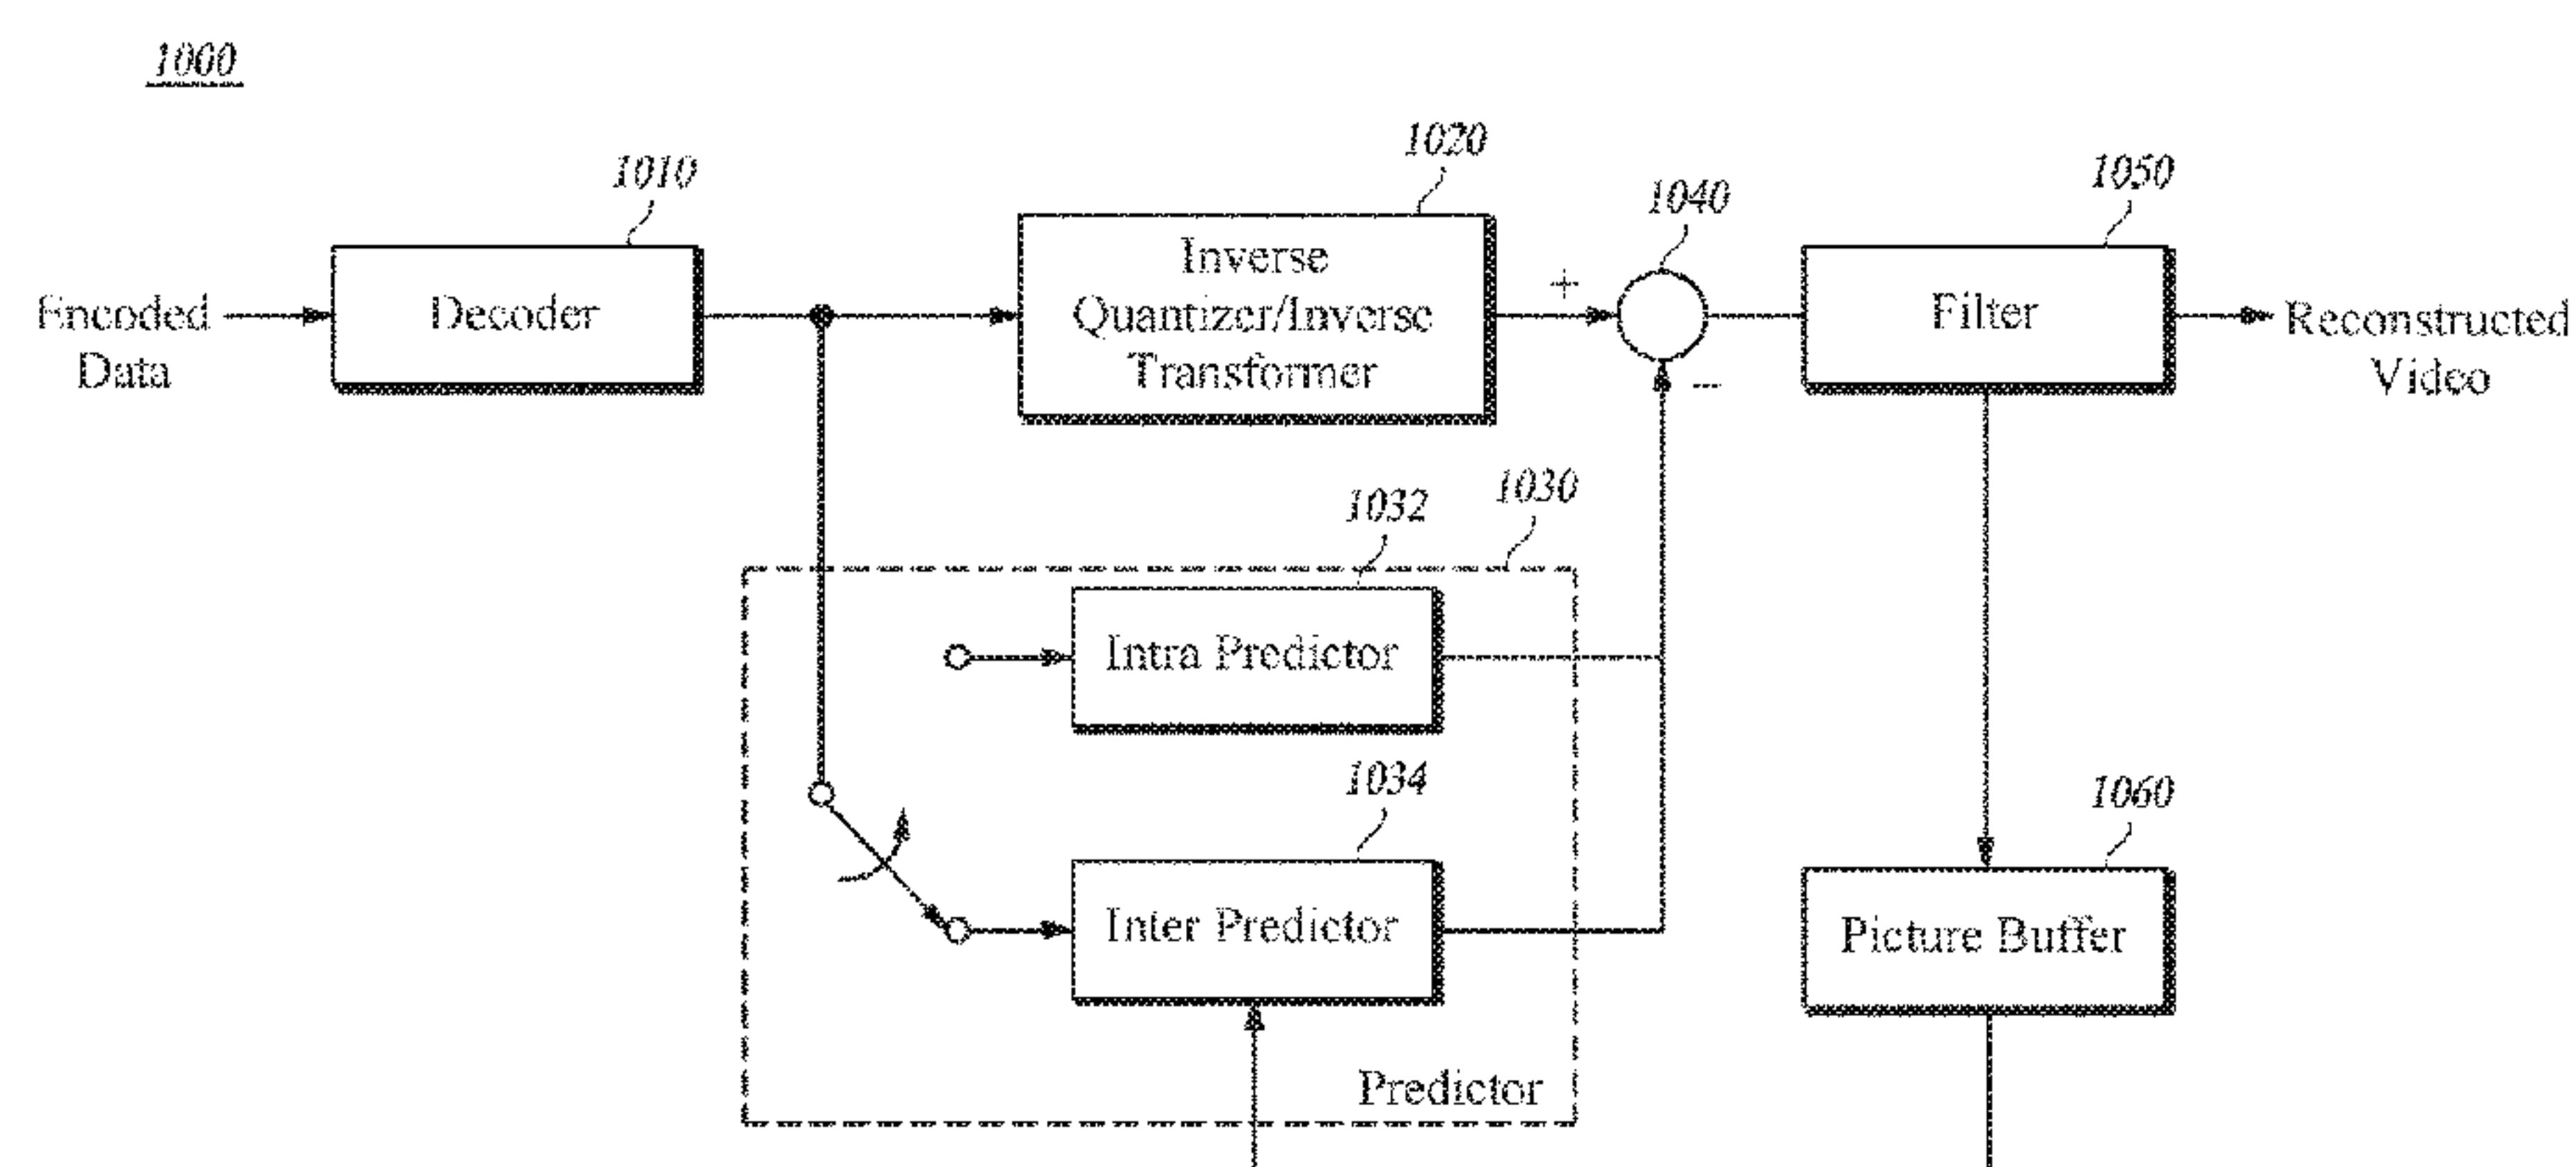 1000
1010
1020
1040
1050
Encoded
Data
Decoder
Inverse
Quantizer/Inverse
Transformer
+
−
Filter
Reconstructed
Video
1030
1032
Intra Predictor
1034
Inter Predictor
Predictor
1060
Picture Buffer